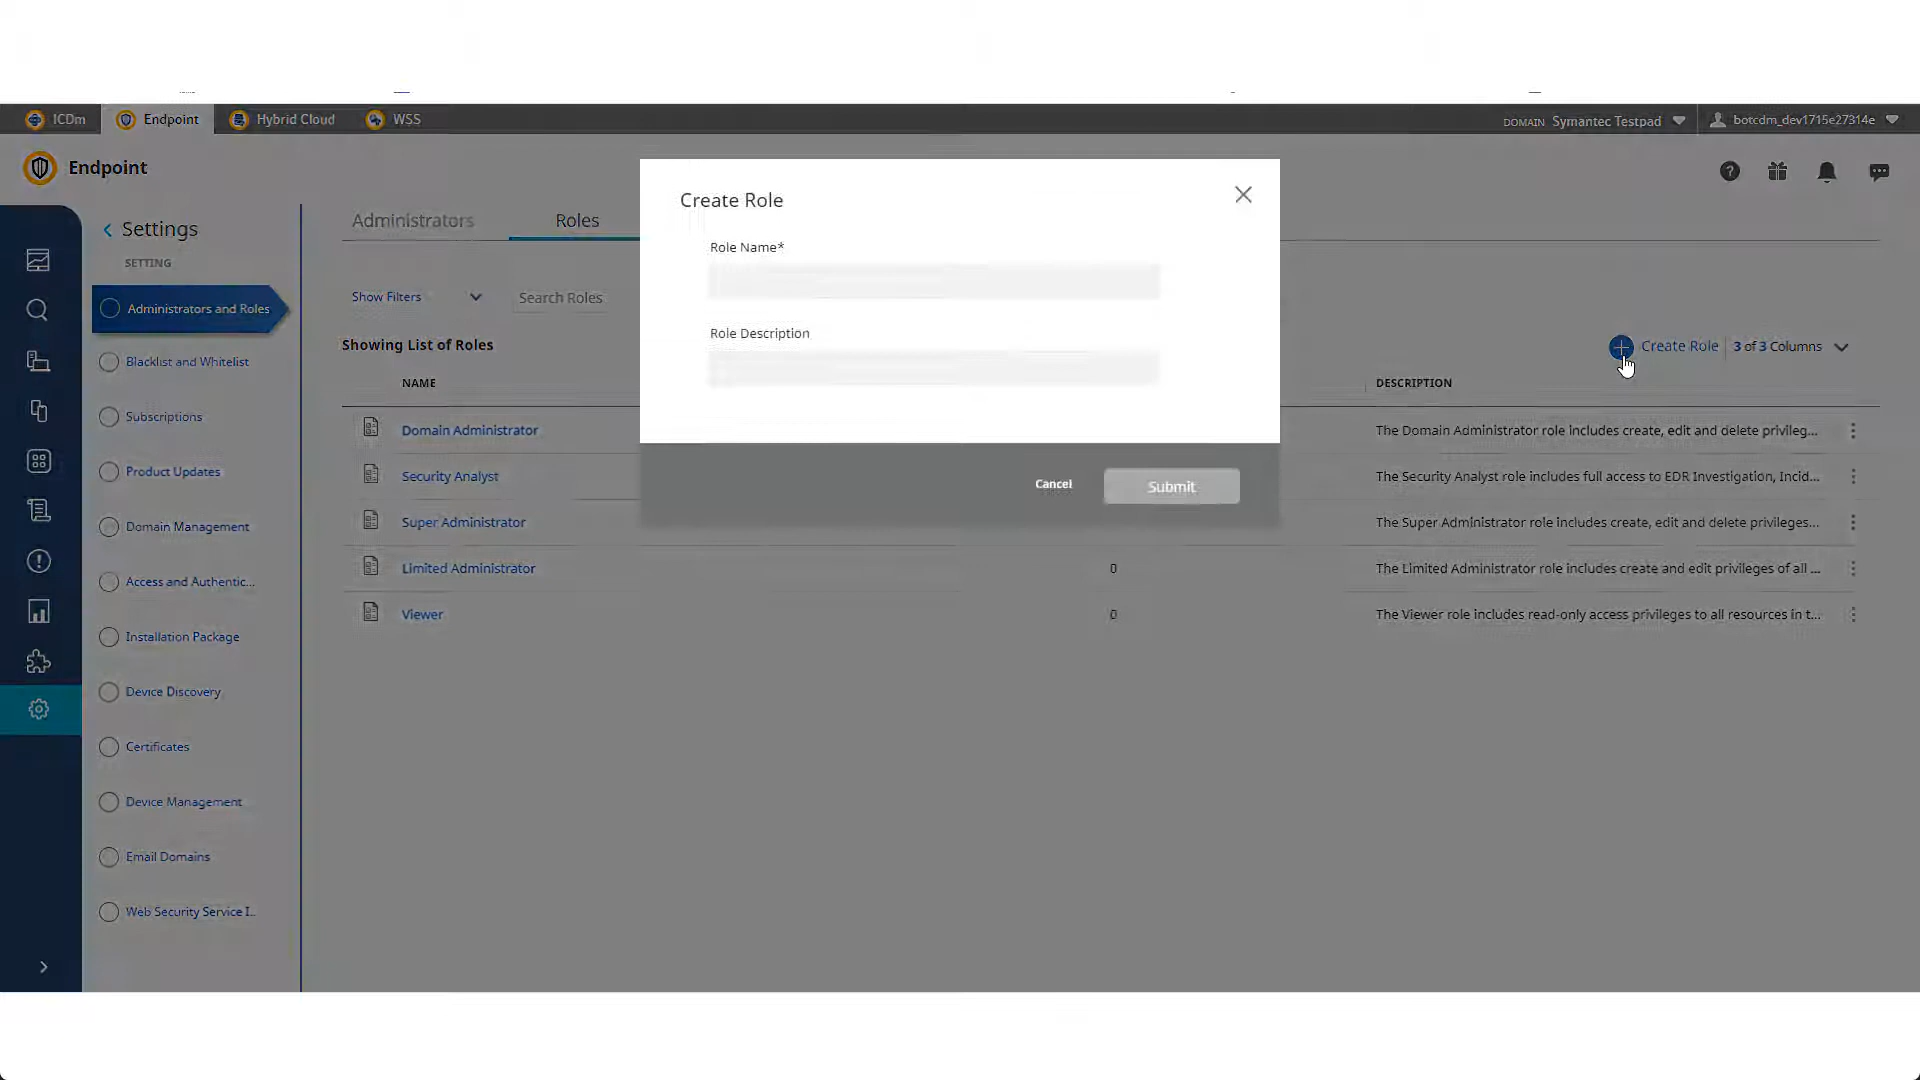 ICDm
Endpoint
Hybrid Cloud
WSS
DOMAIN Symantec Testpad
botcdm_dev1715e27314e
Endpoint
Settings
SETTING
Administrators and Roles
Blacklist and Whitelist
Subscriptions
Product Updates
Domain Management
Access and Authentic...
Installation Package
Device Discovery
Certificates
Device Management
Email Domains
Web Security Service I..
Administrators
Roles
Show Filters
Search Roles
Showing List of Roles
Create Role
3 of 3 Columns
NAME
DESCRIPTION
Domain Administrator
The Domain Administrator role includes create, edit and delete privileg...
Security Analyst
The Security Analyst role includes full access to EDR Investigation, Incid...
Super Administrator
The Super Administrator role includes create, edit and delete privileges...
Limited Administrator
0
The Limited Administrator role includes create and edit privileges of all ...
Viewer
0
The Viewer role includes read-only access privileges to all resources in t...
Create Role
Role Name*
Role Description
Cancel
Submit